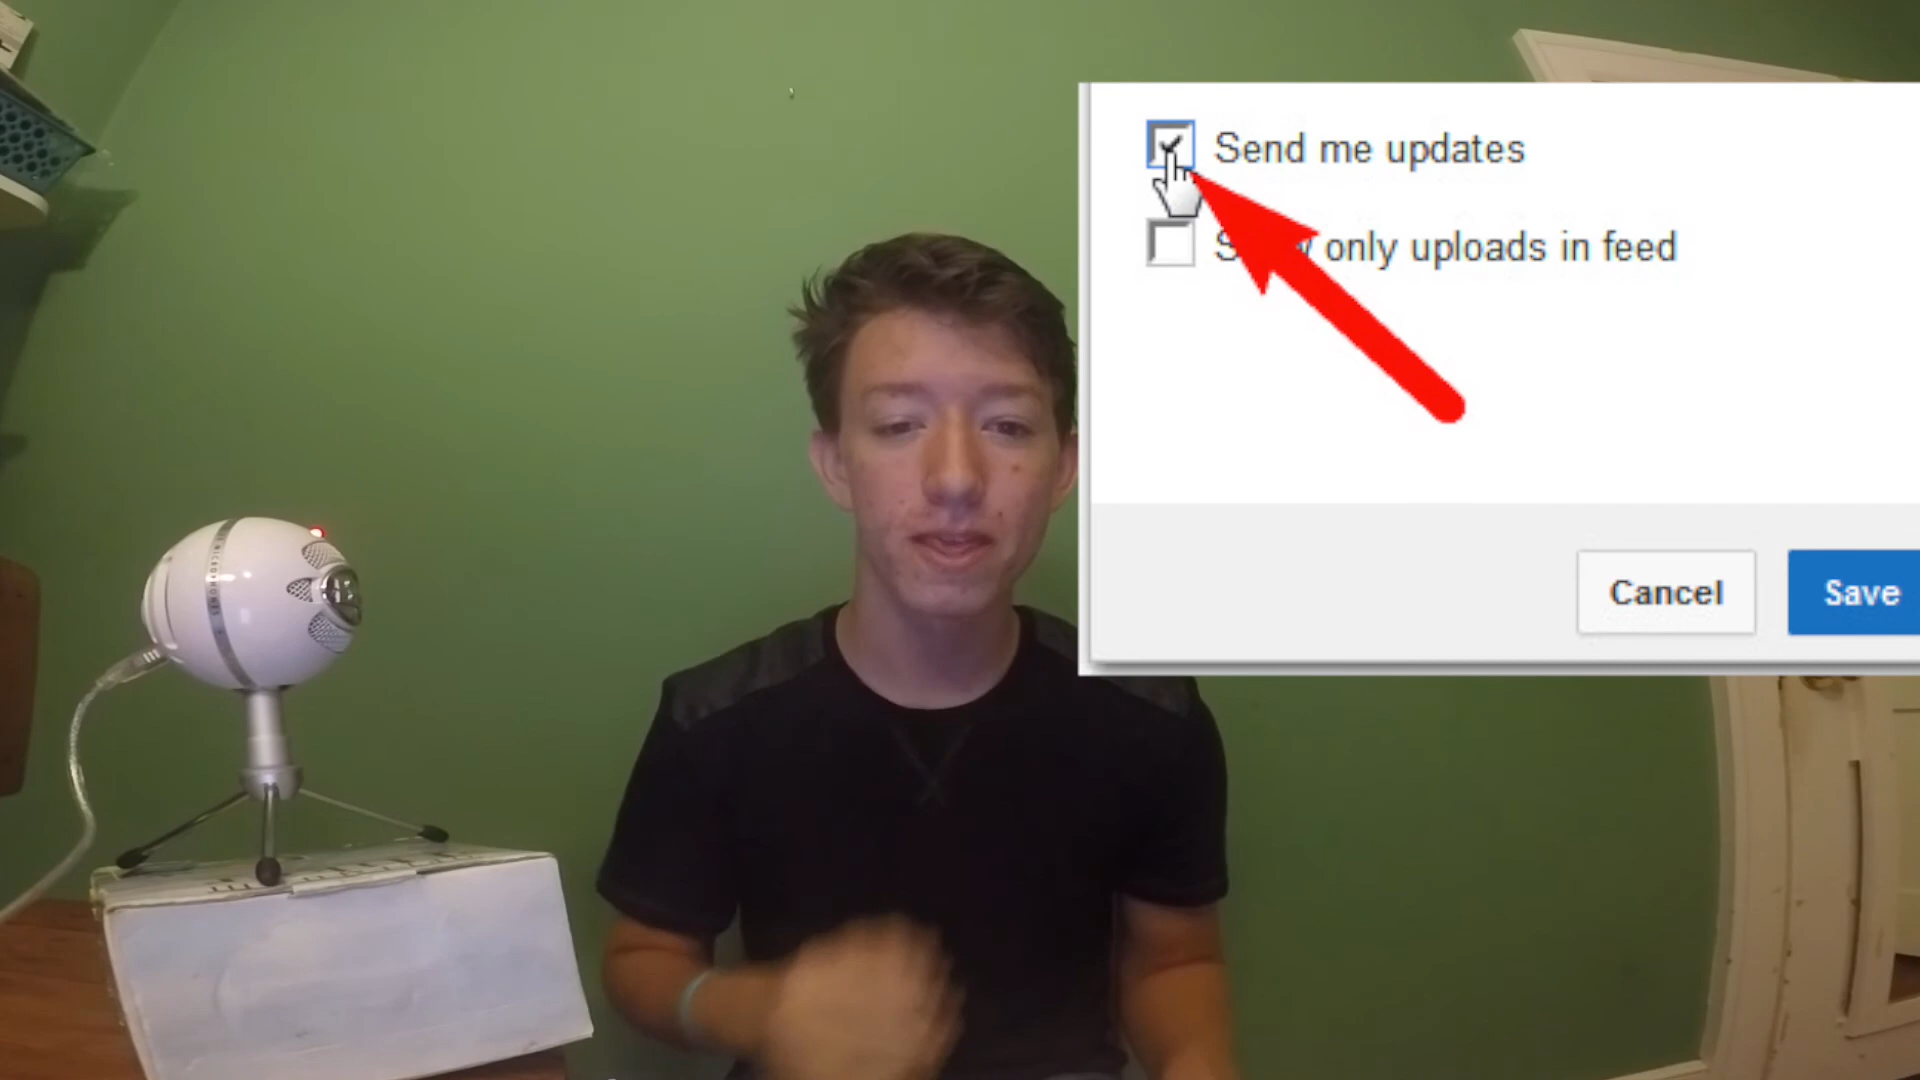 Send me updates
only uploads in feed
Cancel
Save